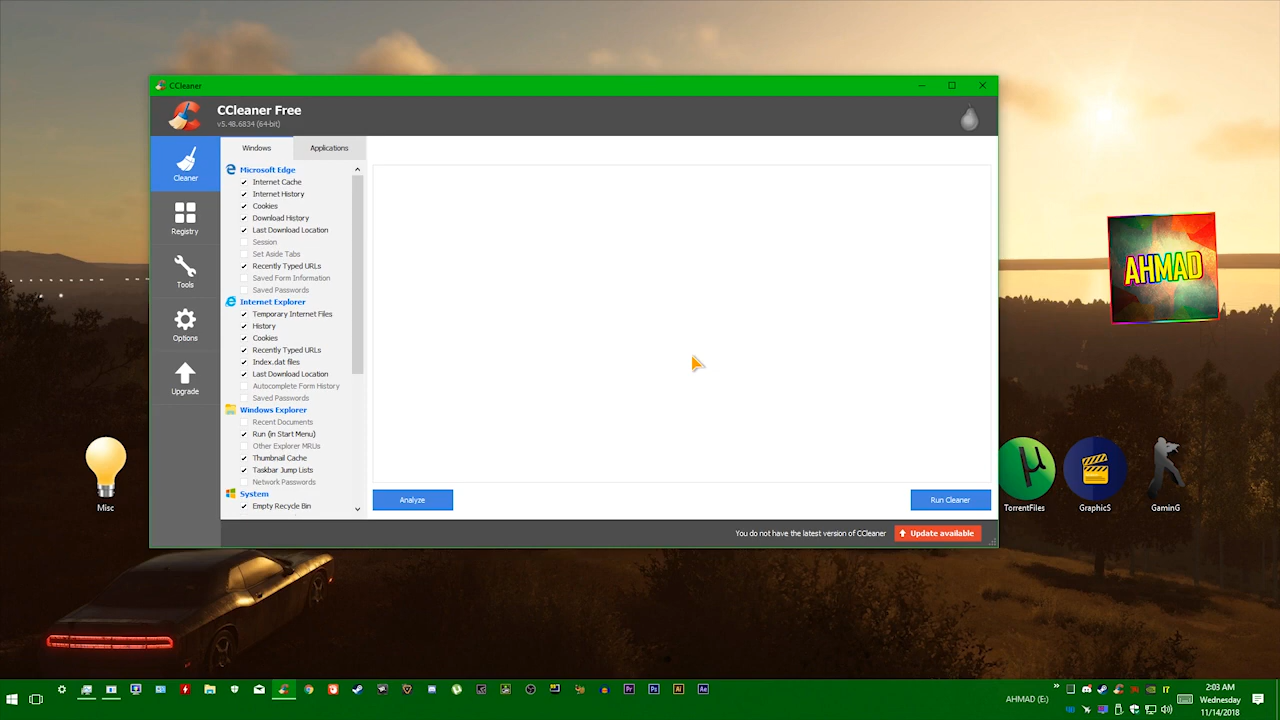 CCleaner
CCleaner Free
v5.48.6834 (64-bit)
Cleaner
Registry
Tools
Options
Upgrade
Windows
Applications
Microsoft Edge
Internet Cache
Internet History
Cookies
Download History
Last Download Location
Session
Set Aside Tabs
Recently Typed URLs
Saved Form Information
Saved Passwords
Internet Explorer
Temporary Internet Files
History
Cookies
Recently Typed URLs
Index.dat files
Last Download Location
Autocomplete Form History
Saved Passwords
Windows Explorer
Recent Documents
Run (in Start Menu)
Other Explorer MRUs
Thumbnail Cache
Taskbar Jump Lists
Network Passwords
System
Empty Recycle Bin
Analyze
Run Cleaner
You do not have the latest version of CCleaner
Update available
AHMAD
Misc
TorrentFiles
GraphicS
GaminG
Pr
Ps
Ai
Ae
AHMAD (E:)
2:03 AM
Wednesday
11/14/2018